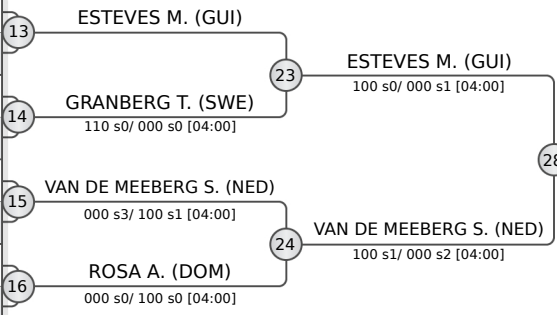 13
ESTEVES M. (GUI)
23
ESTEVES M. (GUI)
100 s0/ 000 s1 [04:00]
14
GRANBERG T. (SWE)
110 s0/ 000 s0 [04:00]
28
15
VAN DE MEEBERG S. (NED)
000 s3/ 100 s1 [04:00]
24
VAN DE MEEBERG S. (NED)
100 s1/ 000 s2 [04:00]
16
ROSA A. (DOM)
000 s0/ 100 s0 [04:00]